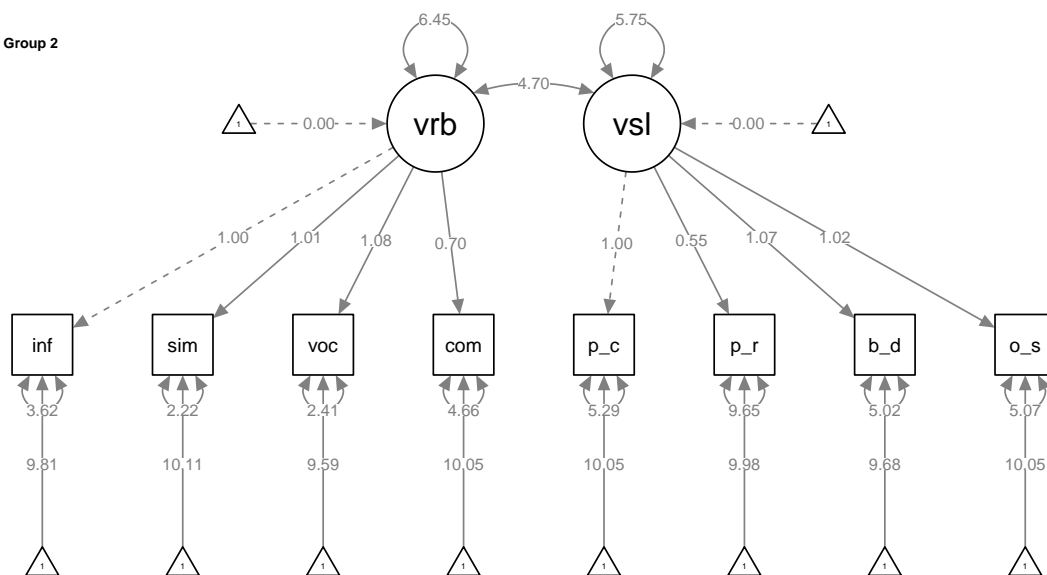 6.45 5.75
Group 2
4.70
1 0.00 vrb vsl 0.00 1
1.00 1.01 1.08 0.70 1.00 0.55 1.07 1.02
inf sim voc com p_c p_r b_d o_s
3.62 2.22 2.41 4.66 5.29 9.65 5.02 5.07
9.81 10.11 9.59 10.05 10.05 9.98 9.68 10.05
1 1 1 1 1 1 1 1